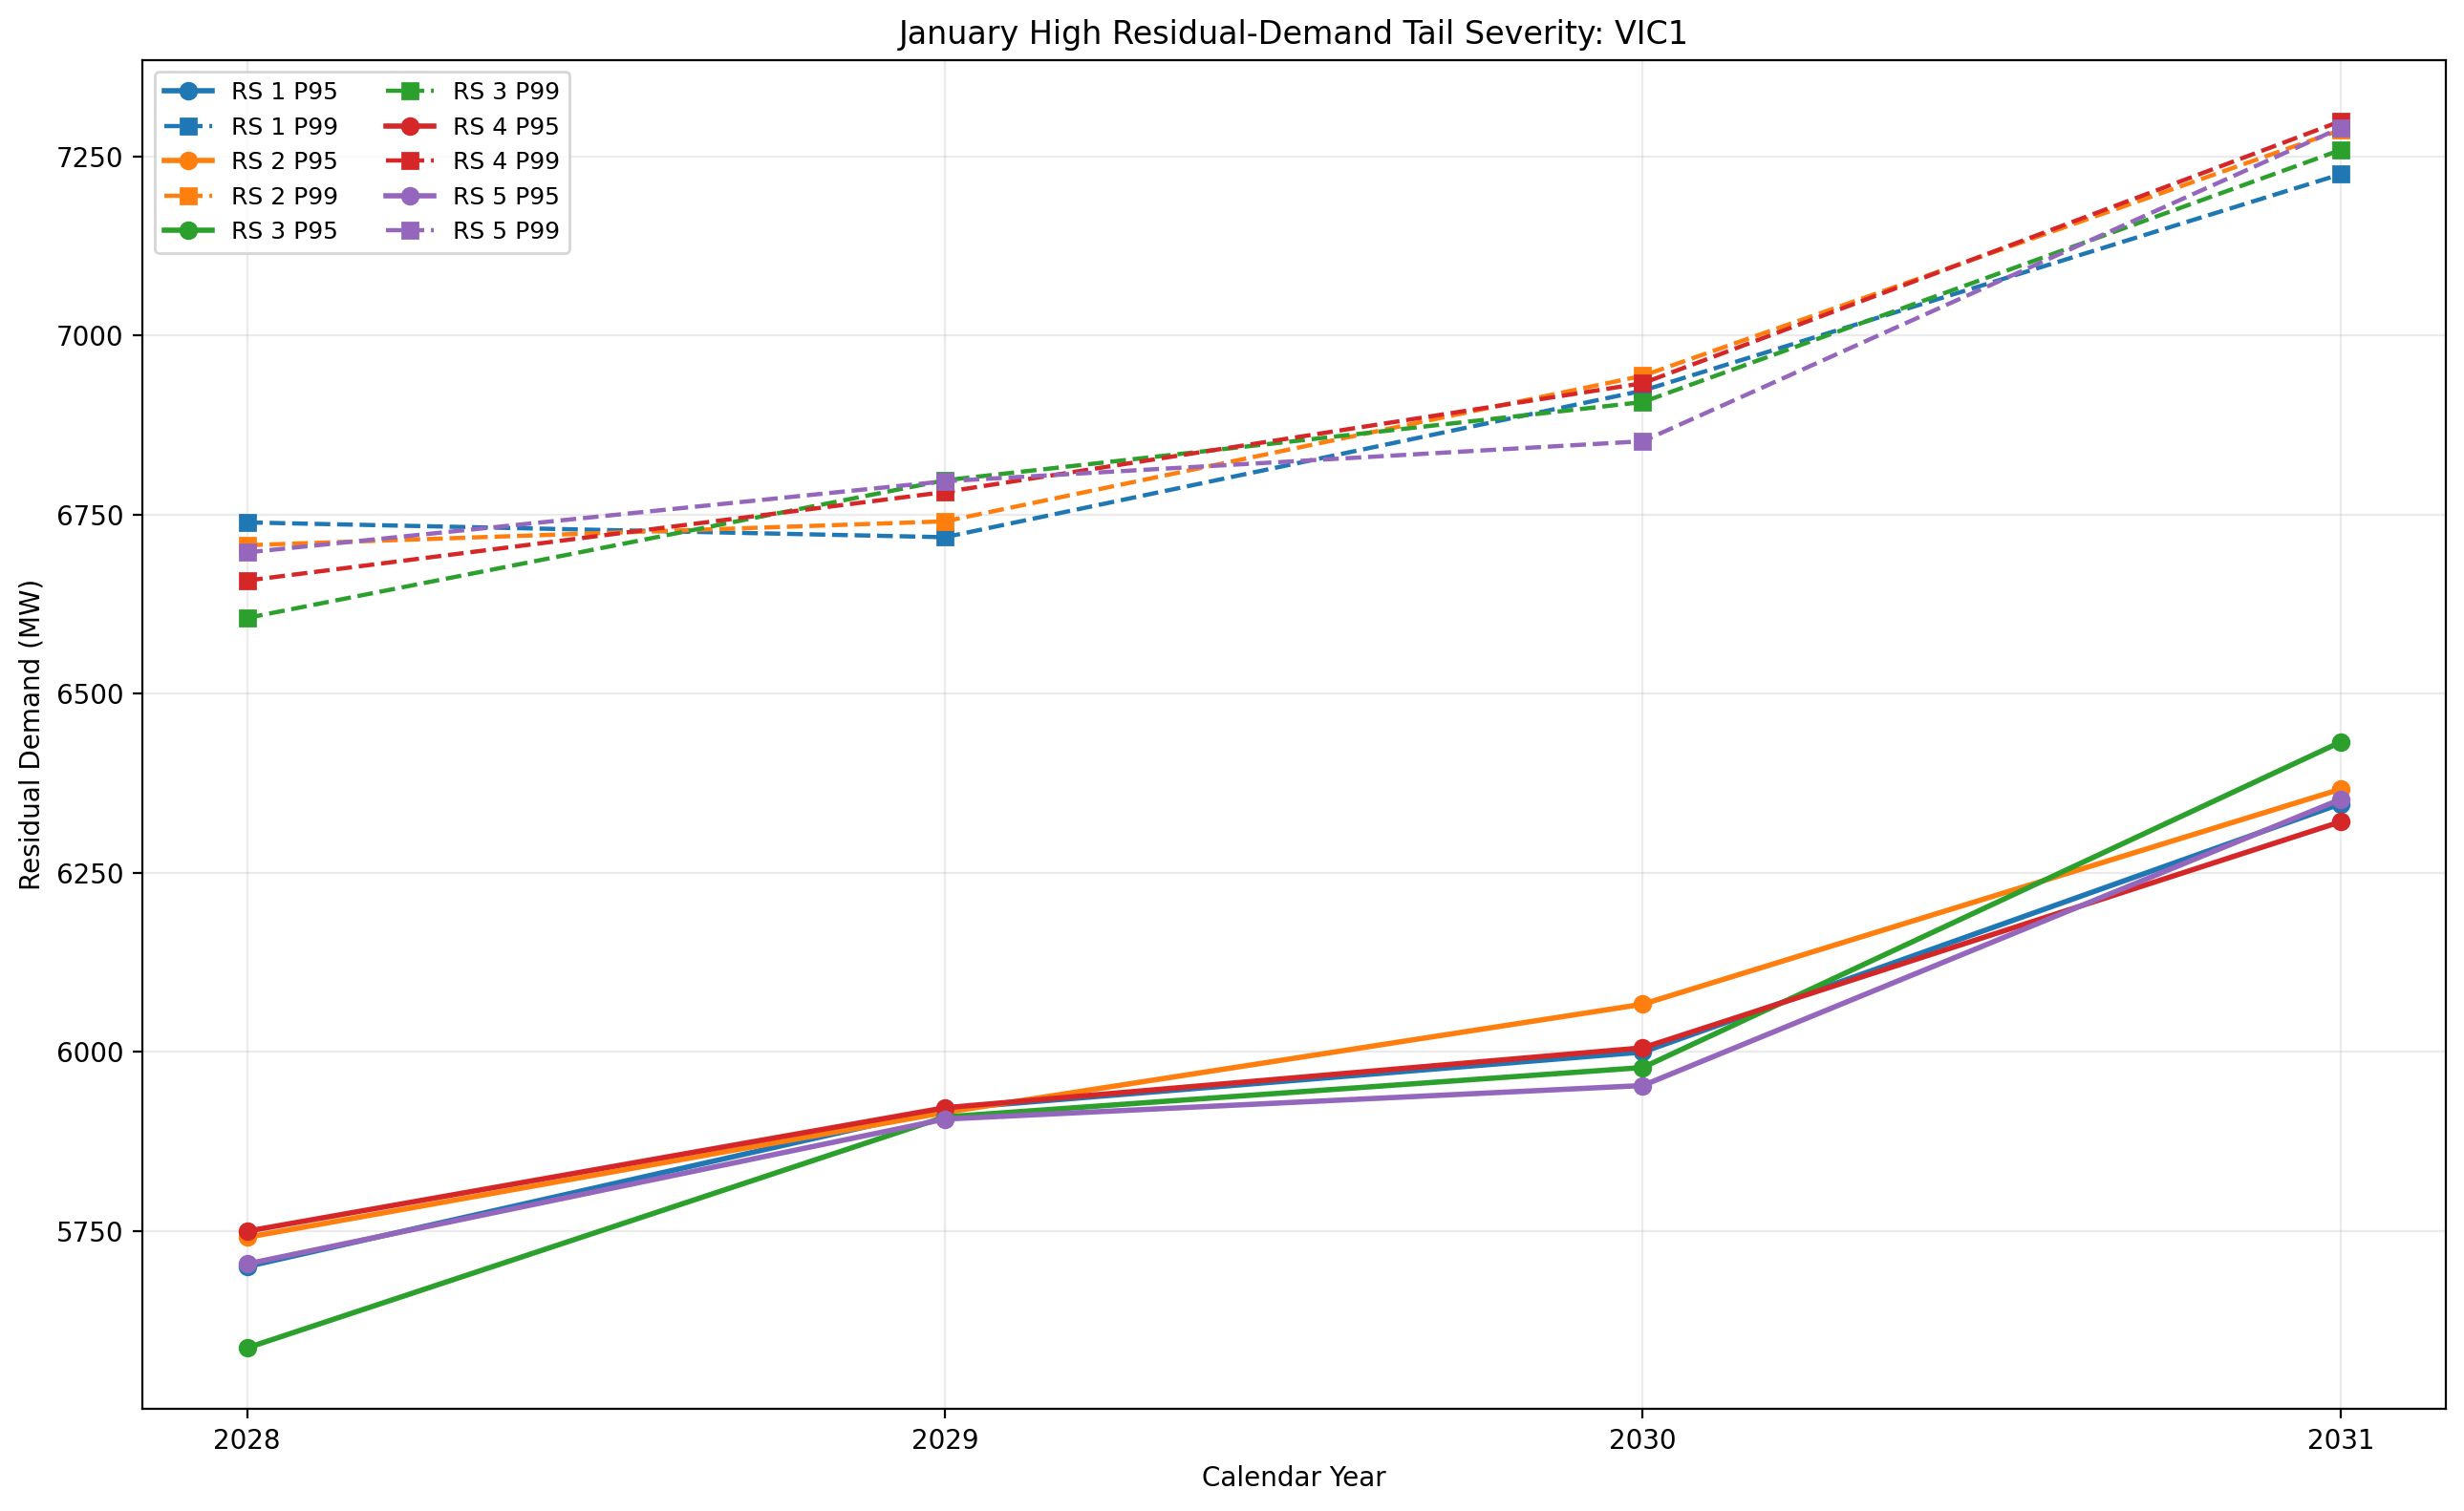 January High Residual-Demand Tail Severity: VIC1
RS 1 P95
RS 1 P99
RS 2 P95
RS 2 P99
RS 3 P95
RS 3 P99
RS 4 P95
RS 4 P99
RS 5 P95
RS 5 P99
Residual Demand (MW)
7250
7000
6750
6500
6250
6000
5750
2028
2029
2030
2031
Calendar Year